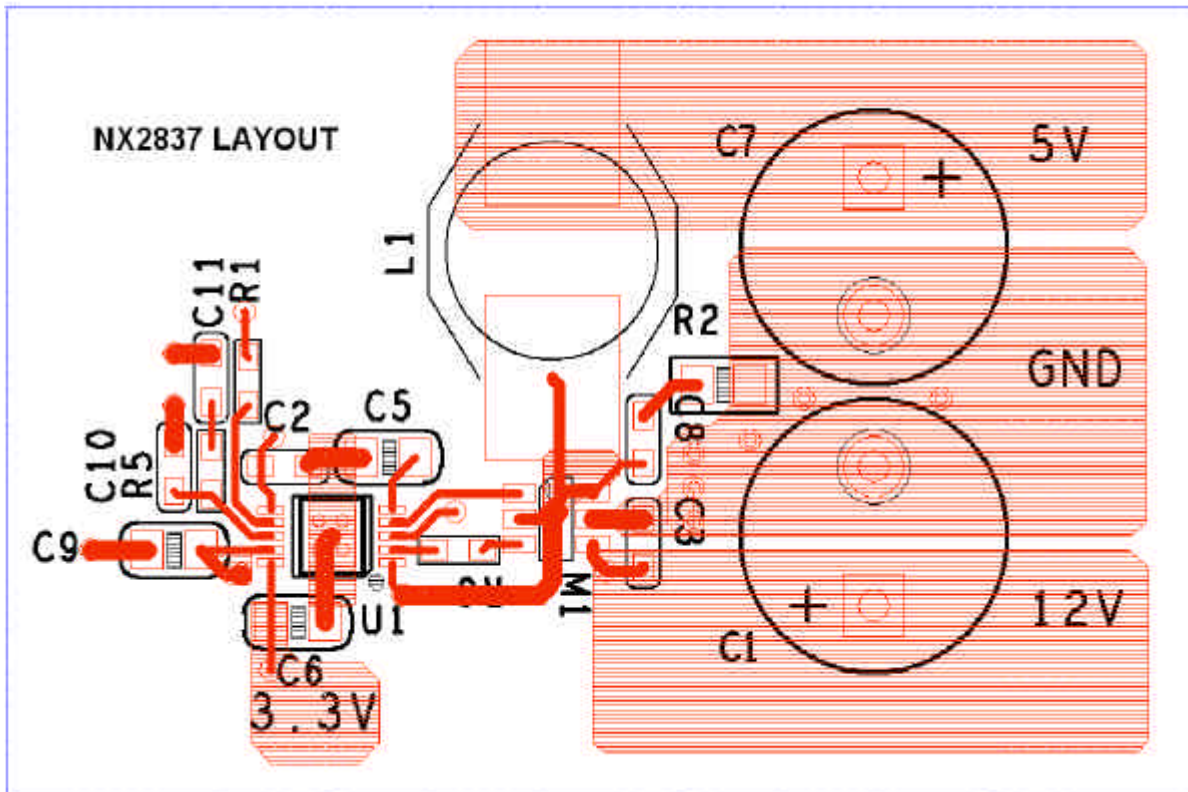 NX2837 LAYOUT
C7
5V
L1
C11
R1
R2
GND
C2
C5
C8
C10
R5
C9
C3
M1
12V
U1
C1
C6
3.3V